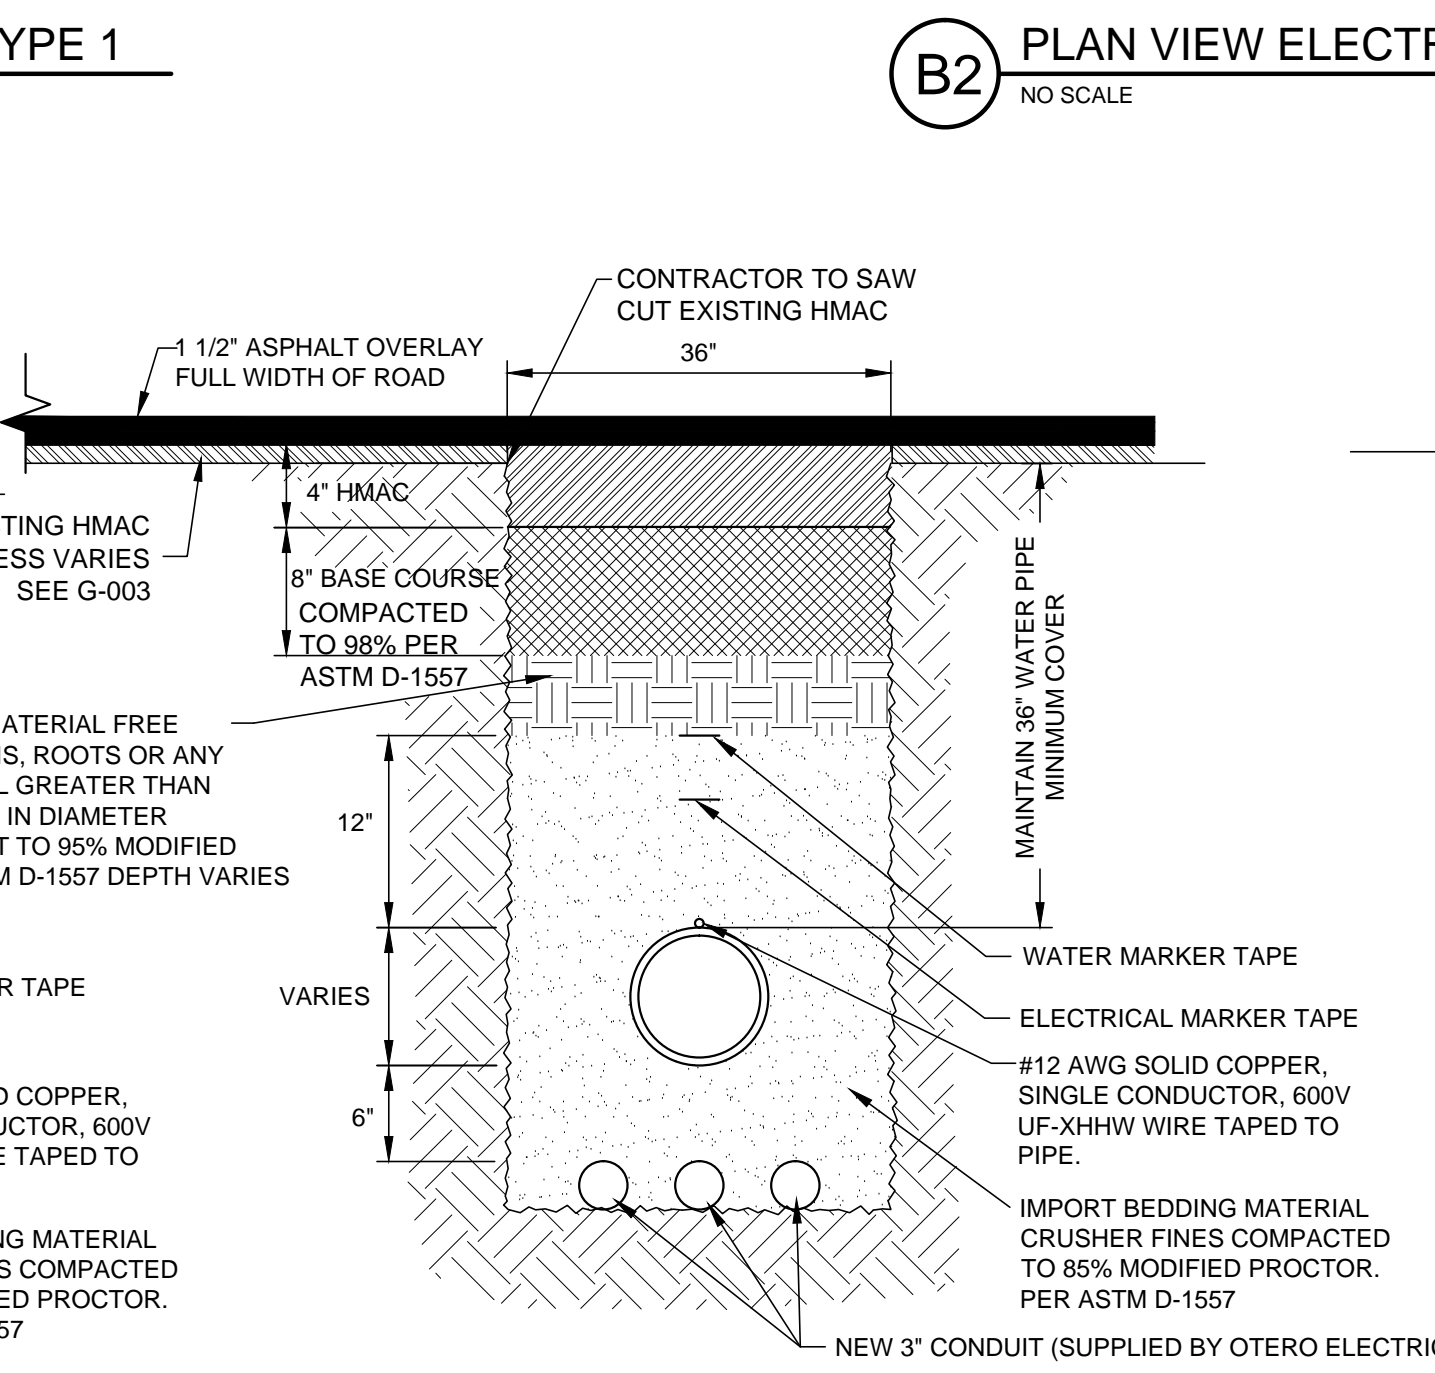 YPE 1
B2
PLAN VIEW ELECTR
NO SCALE
CONTRACTOR TO SAW
CUT EXISTING HMAC
36"
1 1/2" ASPHALT OVERLAY
FULL WIDTH OF ROAD
4" HMAC
TING HMAC
ESS VARIES
SEE G-003
8" BASE COURSE
COMPACTED
TO 98% PER
ASTM D-1557
MAINTAIN 36" WATER PIPE
MINIMUM COVER
ATERIAL FREE
IS, ROOTS OR ANY
L GREATER THAN
IN DIAMETER
T TO 95% MODIFIED
M D-1557 DEPTH VARIES
12"
VARIES
6"
R TAPE
D COPPER,
UCTOR, 600V
E TAPED TO
NG MATERIAL
S COMPACTED
ED PROCTOR.
57
WATER MARKER TAPE
ELECTRICAL MARKER TAPE
#12 AWG SOLID COPPER,
SINGLE CONDUCTOR, 600V
UF-XHHW WIRE TAPED TO
PIPE.
IMPORT BEDDING MATERIAL
CRUSHER FINES COMPACTED
TO 85% MODIFIED PROCTOR.
PER ASTM D-1557
NEW 3" CONDUIT (SUPPLIED BY OTERO ELECTRIC